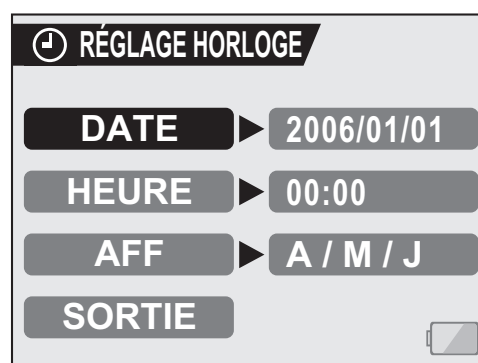 RÉGLAGE HORLOGE
DATE 2006/01/01
HEURE 00:00
AFF A / M / J
SORTIE